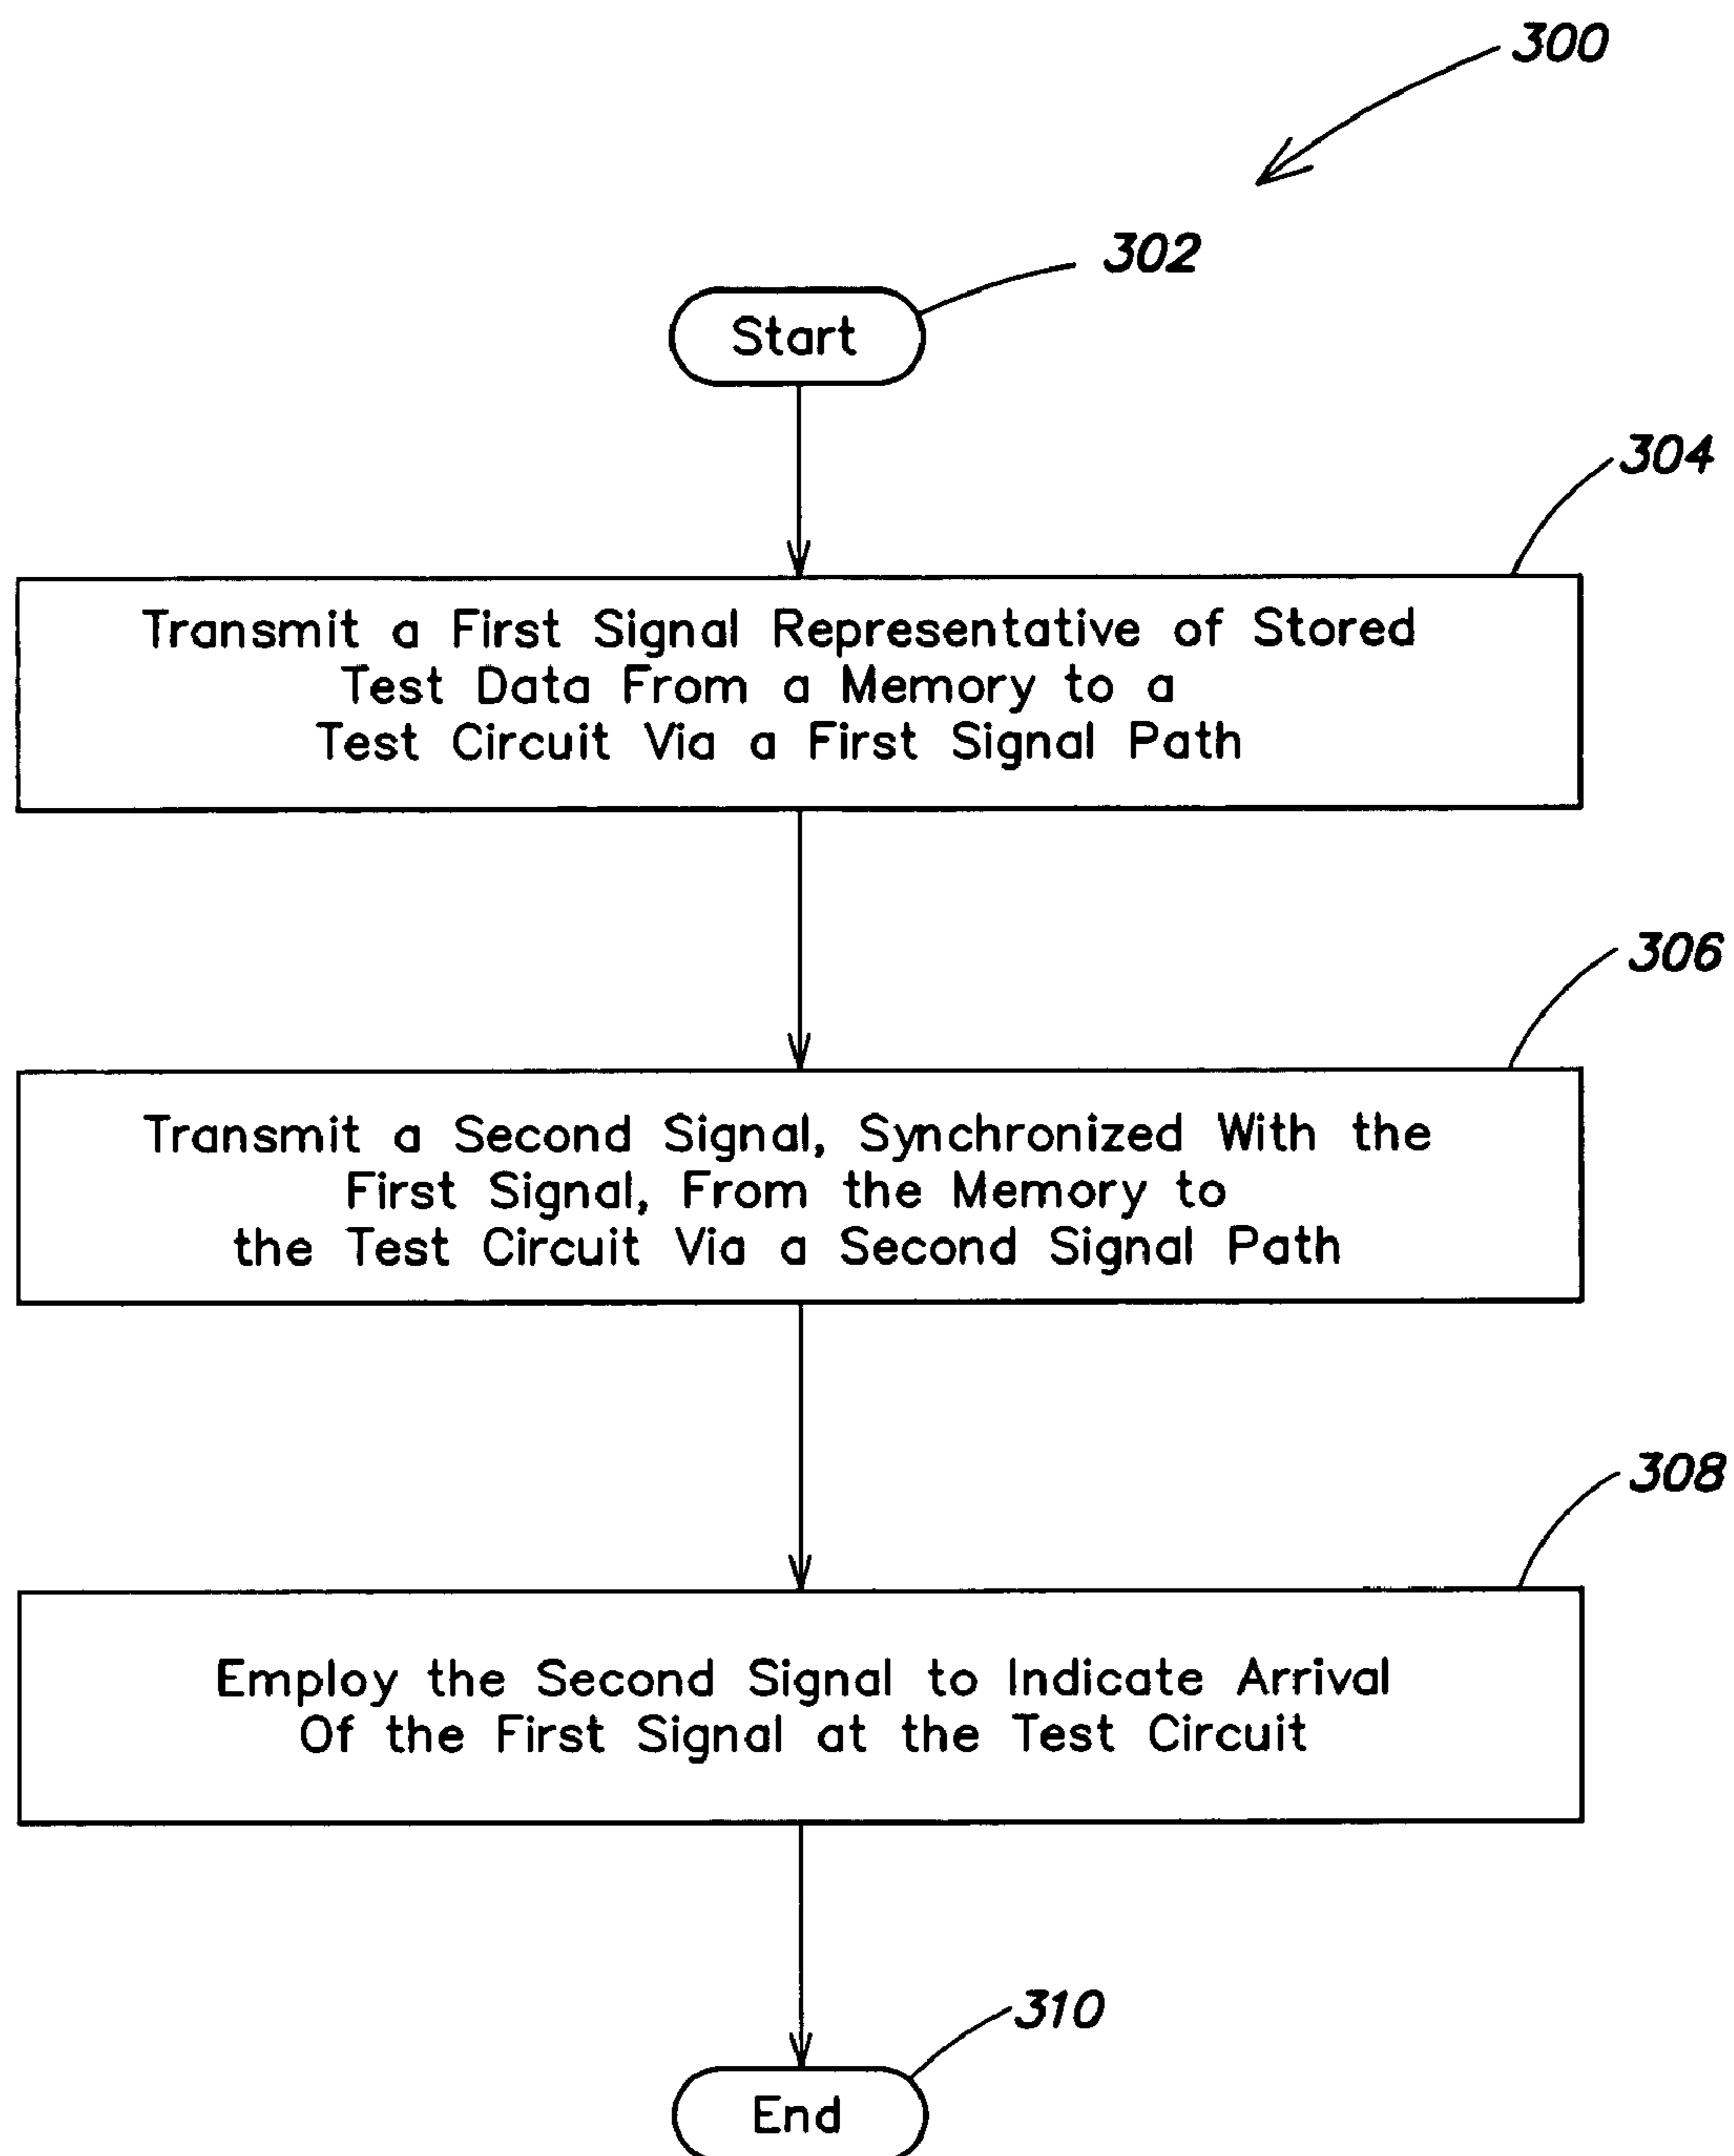 300
302
Start
304
Transmit a First Signal Representative of Stored
Test Data From a Memory to a
Test Circuit Via a First Signal Path
306
Transmit a Second Signal, Synchronized With the
First Signal, From the Memory to
the Test Circuit Via a Second Signal Path
308
Employ the Second Signal to Indicate Arrival
Of the First Signal at the Test Circuit
310
End